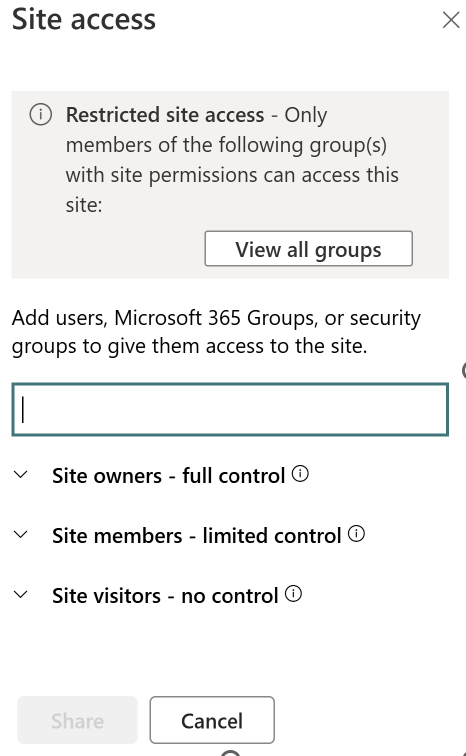 Site access
Restricted site access - Only
members of the following group(s)
with site permissions can access this
site:
View all groups
Add users, Microsoft 365 Groups, or security
groups to give them access to the site.
Site owners - full control
Site members - limited control
Site visitors - no control
Share
Cancel